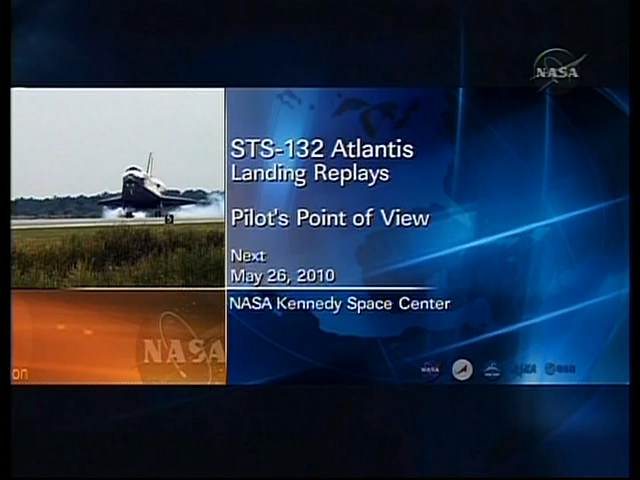 NASA
STS-132 Atlantis
Landing Replays
Pilot's Point of View
Next
May 26, 2010
NASA Kennedy Space Center
NASA
on
NASA